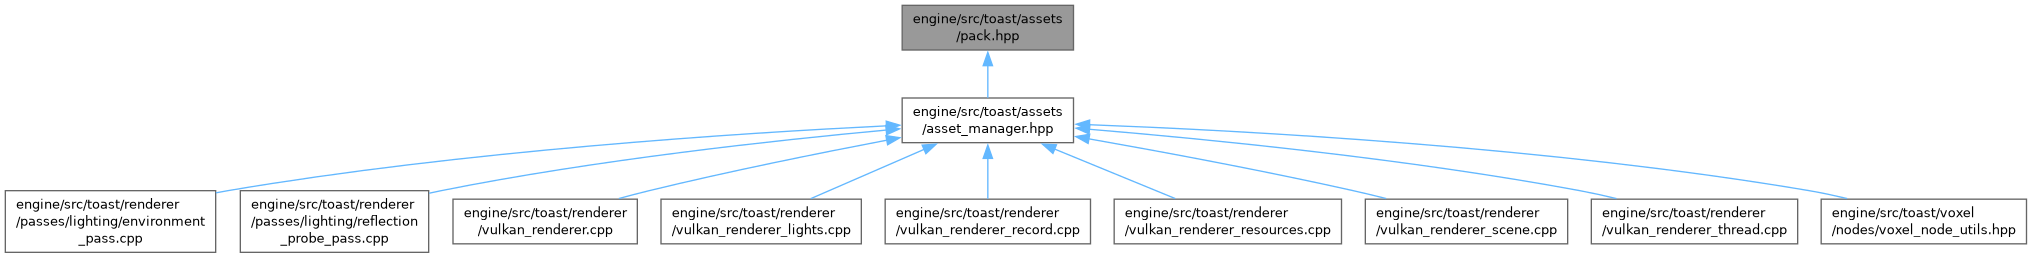 engine/src/toast/assets
/pack.hpp
engine/src/toast/assets
/asset_manager.hpp
engine/src/toast/renderer
/passes/lighting/environment
_pass.cpp
engine/src/toast/renderer
/passes/lighting/reflection
_probe_pass.cpp
engine/src/toast/renderer
/vulkan_renderer.cpp
engine/src/toast/renderer
/vulkan_renderer_lights.cpp
engine/src/toast/renderer
/vulkan_renderer_record.cpp
engine/src/toast/renderer
/vulkan_renderer_resources.cpp
engine/src/toast/renderer
/vulkan_renderer_scene.cpp
engine/src/toast/renderer
/vulkan_renderer_thread.cpp
engine/src/toast/voxel
/nodes/voxel_node_utils.hpp